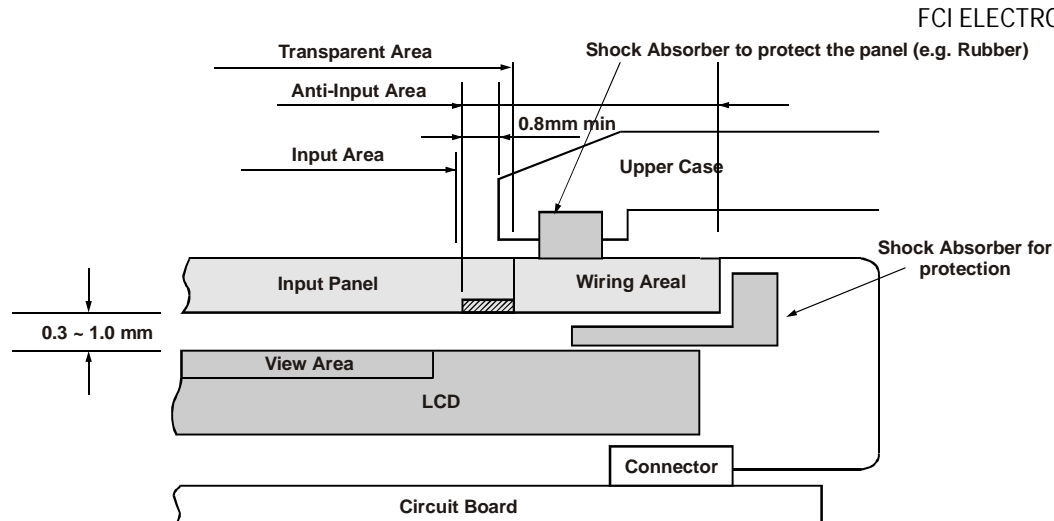 FCI ELECTRO
Transparent Area
Shock Absorber to protect the panel (e.g. Rubber)
Anti-Input Area
0.8mm min
Input Area
Upper Case
Shock Absorber for
protection
Input Panel
Wiring Areal
0.3 ~ 1.0 mm
View Area
LCD
Connector
Circuit Board